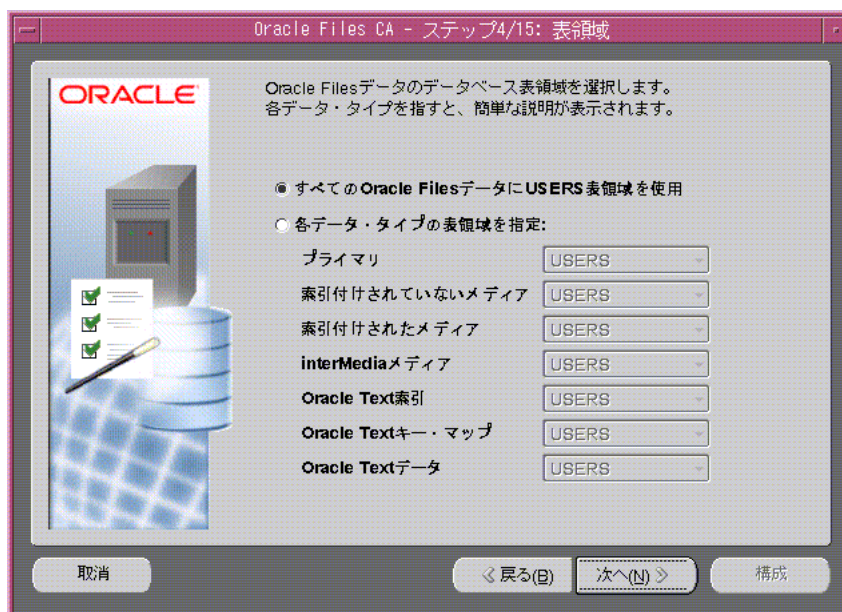 Oracle Files CA - ステップ4/15: 表領域
ORACLE
Oracle Filesデータのデータベース表領域を選択します。
各データ・タイプを指すと、簡単な説明が表示されます。
すべてのOracle FilesデータにUSERS表領域を使用
各データ・タイプの表領域を指定:
プライマリ USERS
索引付けされていないメディア USERS
索引付けされたメディア USERS
interMediaメディア USERS
Oracle Text索引 USERS
Oracle Textキー・マップ USERS
Oracle Textデータ USERS
取消 戻る(B) 次へ(N) 構成